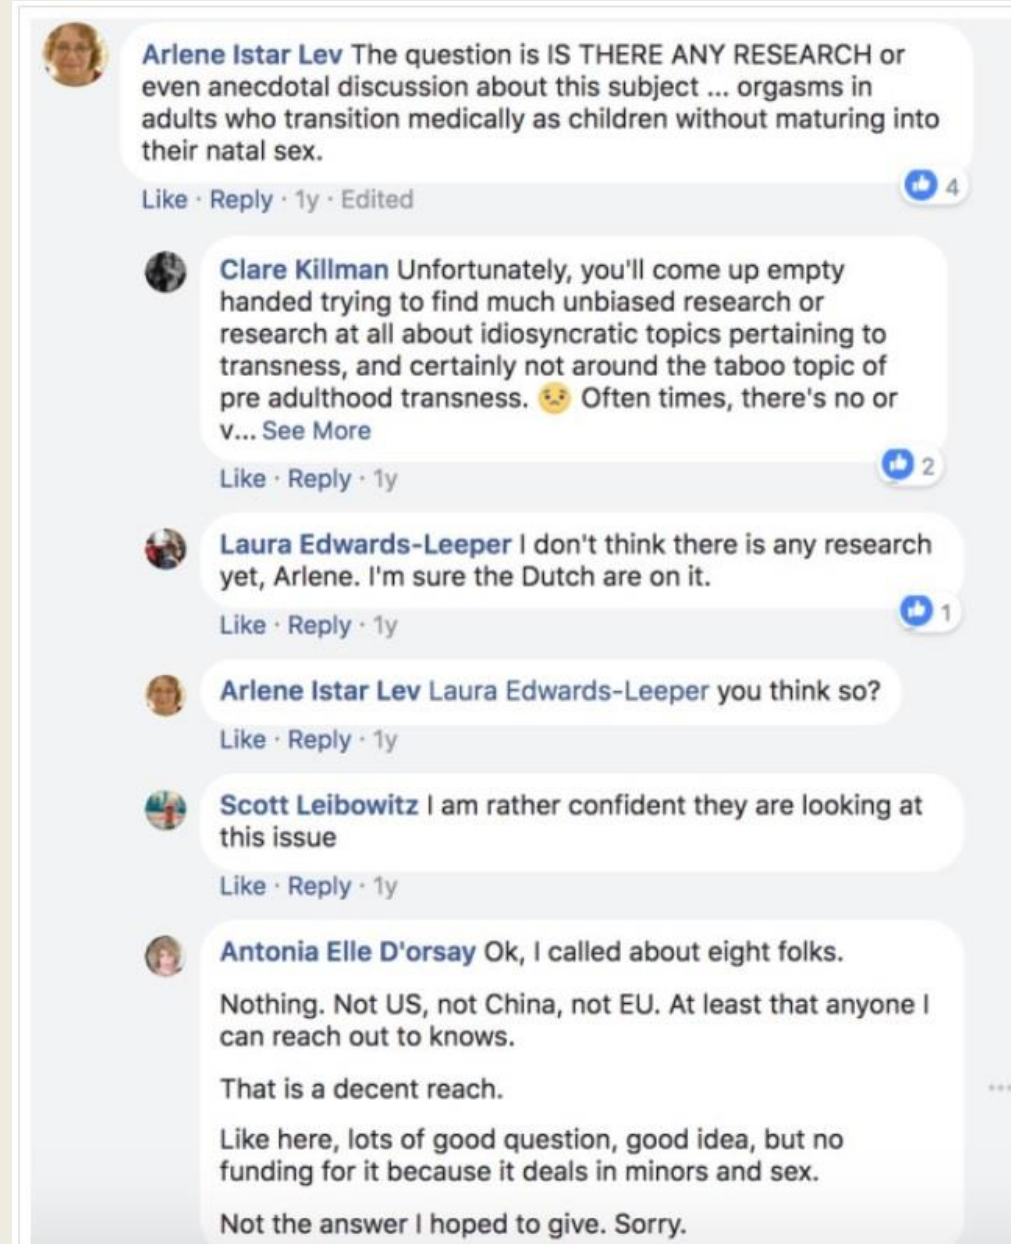 Arlene Istar Lev The question is IS THERE ANY RESEARCH or
even anecdotal discussion about this subject ... orgasms in
adults who transition medically as children without maturing into
their natal sex.
Like · Reply · 1y · Edited
4
Clare Killman Unfortunately, you'll come up empty
handed trying to find much unbiased research or
research at all about idiosyncratic topics pertaining to
transness, and certainly not around the taboo topic of
pre adulthood transness. 😟 Often times, there's no or
v... See More
Like · Reply · 1y
2
Laura Edwards-Leeper I don't think there is any research
yet, Arlene. I'm sure the Dutch are on it.
Like · Reply · 1y
1
Arlene Istar Lev Laura Edwards-Leeper you think so?
Like · Reply · 1y
Scott Leibowitz I am rather confident they are looking at
this issue
Like · Reply · 1y
Antonia Elle D'orsay Ok, I called about eight folks.
Nothing. Not US, not China, not EU. At least that anyone I
can reach out to knows.
That is a decent reach.
Like here, lots of good question, good idea, but no
funding for it because it deals in minors and sex.
Not the answer I hoped to give. Sorry.